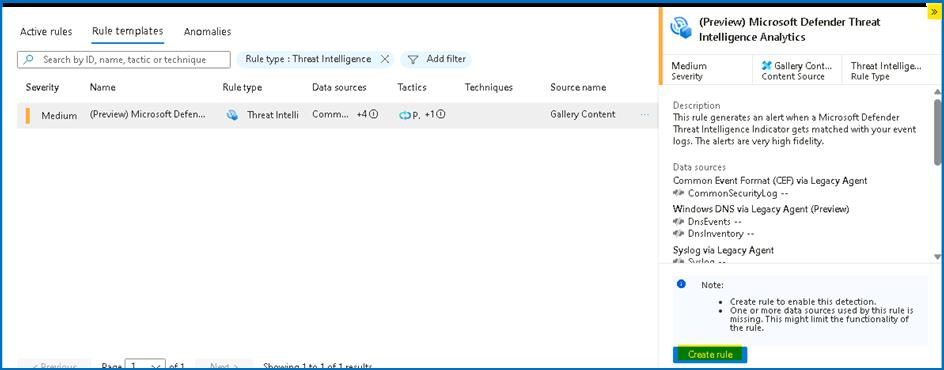 »
Active rules Rule templates Anomalies
Search by ID, name, tactic or technique Rule type : Threat Intelligence Add filter
Severity Name Rule type Data sources Tactics Techniques Source name
Medium (Preview) Microsoft Defen... Threat Intelli Comm... +4 P. +1 Gallery Content ...
< Previous Page 1 of 1 Next > Showing 1 to 1 of 1 results
(Preview) Microsoft Defender Threat
Intelligence Analytics
Medium Gallery Cont... Threat Intellige...
Severity Content Source Rule Type
Description
This rule generates an alert when a Microsoft Defender
Threat Intelligence Indicator gets matched with your event
logs. The alerts are very high fidelity.
Data sources
Common Event Format (CEF) via Legacy Agent
CommonSecurityLog --
Windows DNS via Legacy Agent (Preview)
DnsEvents --
DnsInventory --
Syslog via Legacy Agent
Syslog --
Note:
• Create rule to enable this detection.
• One or more data sources used by this rule is
missing. This might limit the functionality of
the rule.
Create rule